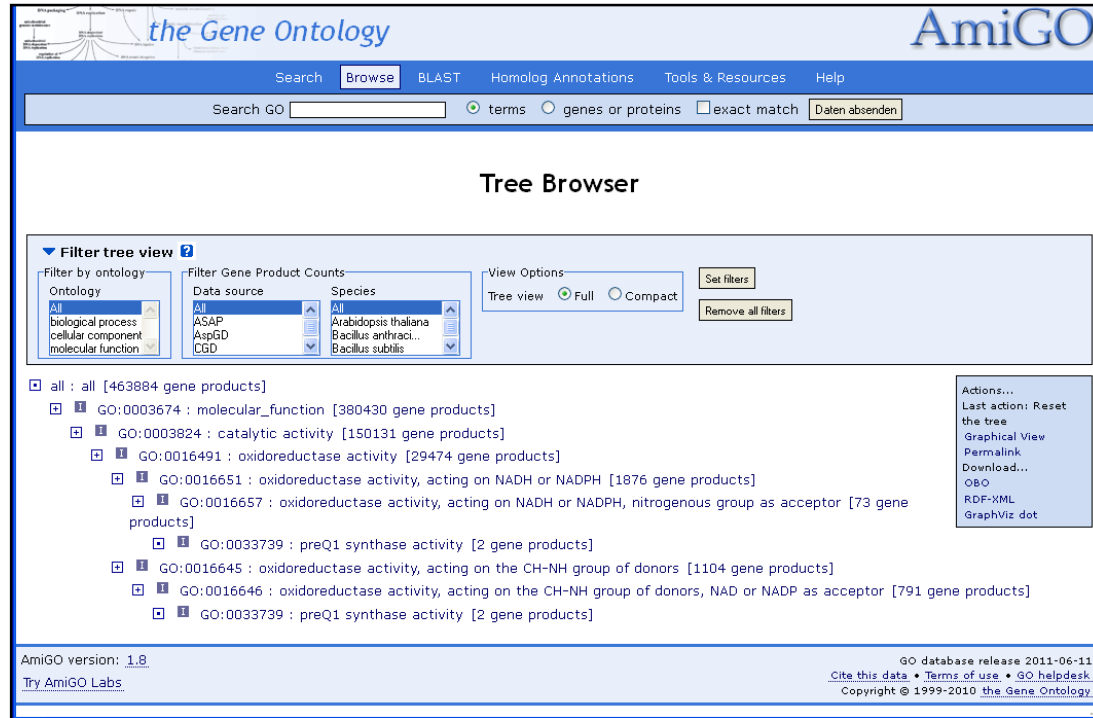 the Gene Ontology
AmiGO
Search Browse BLAST Homolog Annotations Tools & Resources Help
Search GO terms genes or proteins exact match Daten absenden
Tree Browser
Filter tree view ?
Filter by ontology Filter Gene Product Counts View Options
Ontology Data source Species Tree view Full Compact Set filters
All All All
biological process ASAP Arabidopsis thaliana Remove all filters
cellular component AspGD Bacillus anthraci...
molecular function CGD Bacillus subtilis
all : all [463884 gene products]
GO:0003674 : molecular_function [380430 gene products]
GO:0003824 : catalytic activity [150131 gene products]
GO:0016491 : oxidoreductase activity [29474 gene products]
GO:0016651 : oxidoreductase activity, acting on NADH or NADPH [1876 gene products]
GO:0016657 : oxidoreductase activity, acting on NADH or NADPH, nitrogenous group as acceptor [73 gene
products]
GO:0033739 : preQ1 synthase activity [2 gene products]
GO:0016645 : oxidoreductase activity, acting on the CH-NH group of donors [1104 gene products]
GO:0016646 : oxidoreductase activity, acting on the CH-NH group of donors, NAD or NADP as acceptor [791 gene products]
GO:0033739 : preQ1 synthase activity [2 gene products]
Actions...
Last action: Reset
the tree
Graphical View
Permalink
Download...
OBO
RDF-XML
GraphViz dot
AmiGO version: 1.8
Try AmiGO Labs
GO database release 2011-06-11
Cite this data • Terms of use • GO helpdesk
Copyright © 1999-2010 the Gene Ontology